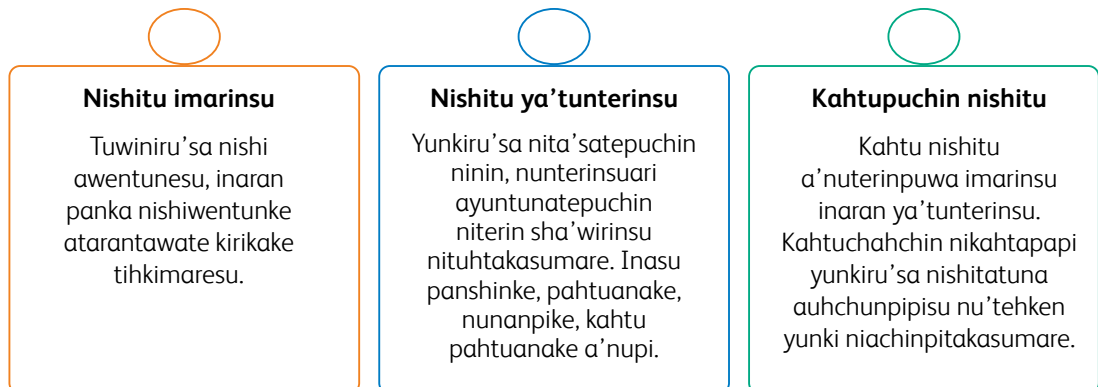 Nishitu imarinsu
Tuwiniru’sa nishi
awentunesu, inaran
panka nishiwentunke
atarantawate kirikake
tihkimaresu.
Nishitu ya’tunterinsu
Yunkiru’sa nita’satepuchin
ninin, nunterinsuari
ayuntunatepuchin
niterin sha’wirinsu
nituhtakasumare. Inasu
panshinke, pahtuanake,
nunanpike, kahtu
pahtuanake a’nupi.
Kahtupuchin nishitu
Kahtu nishitu
a’nuterinpuwa imarinsu
inaran ya’tunterinsu.
Kahtuchahchin nikahtapapi
yunkiru’sa nishitatuna
auhchunpipisu nu’tehken
yunki niachinpitakasumare.